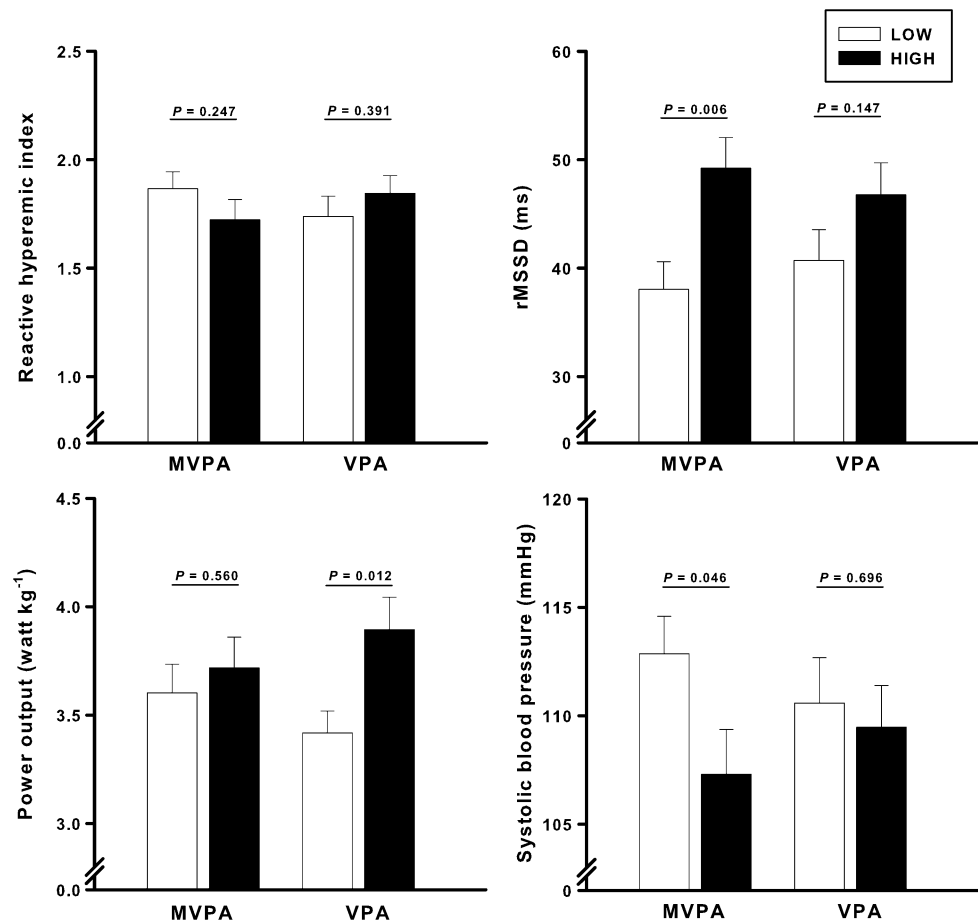 LOW
HIGH
Reactive hyperemic index
2.5
2.0
1.5
1.0
0.0
P = 0.247
P = 0.391
MVPA
VPA
rMSSD (ms)
60
50
40
30
0
P = 0.006
P = 0.147
MVPA
VPA
Power output (watt kg⁻¹)
4.5
4.0
3.5
3.0
0.0
P = 0.560
P = 0.012
MVPA
VPA
Systolic blood pressure (mmHg)
120
115
110
105
0
P = 0.046
P = 0.696
MVPA
VPA